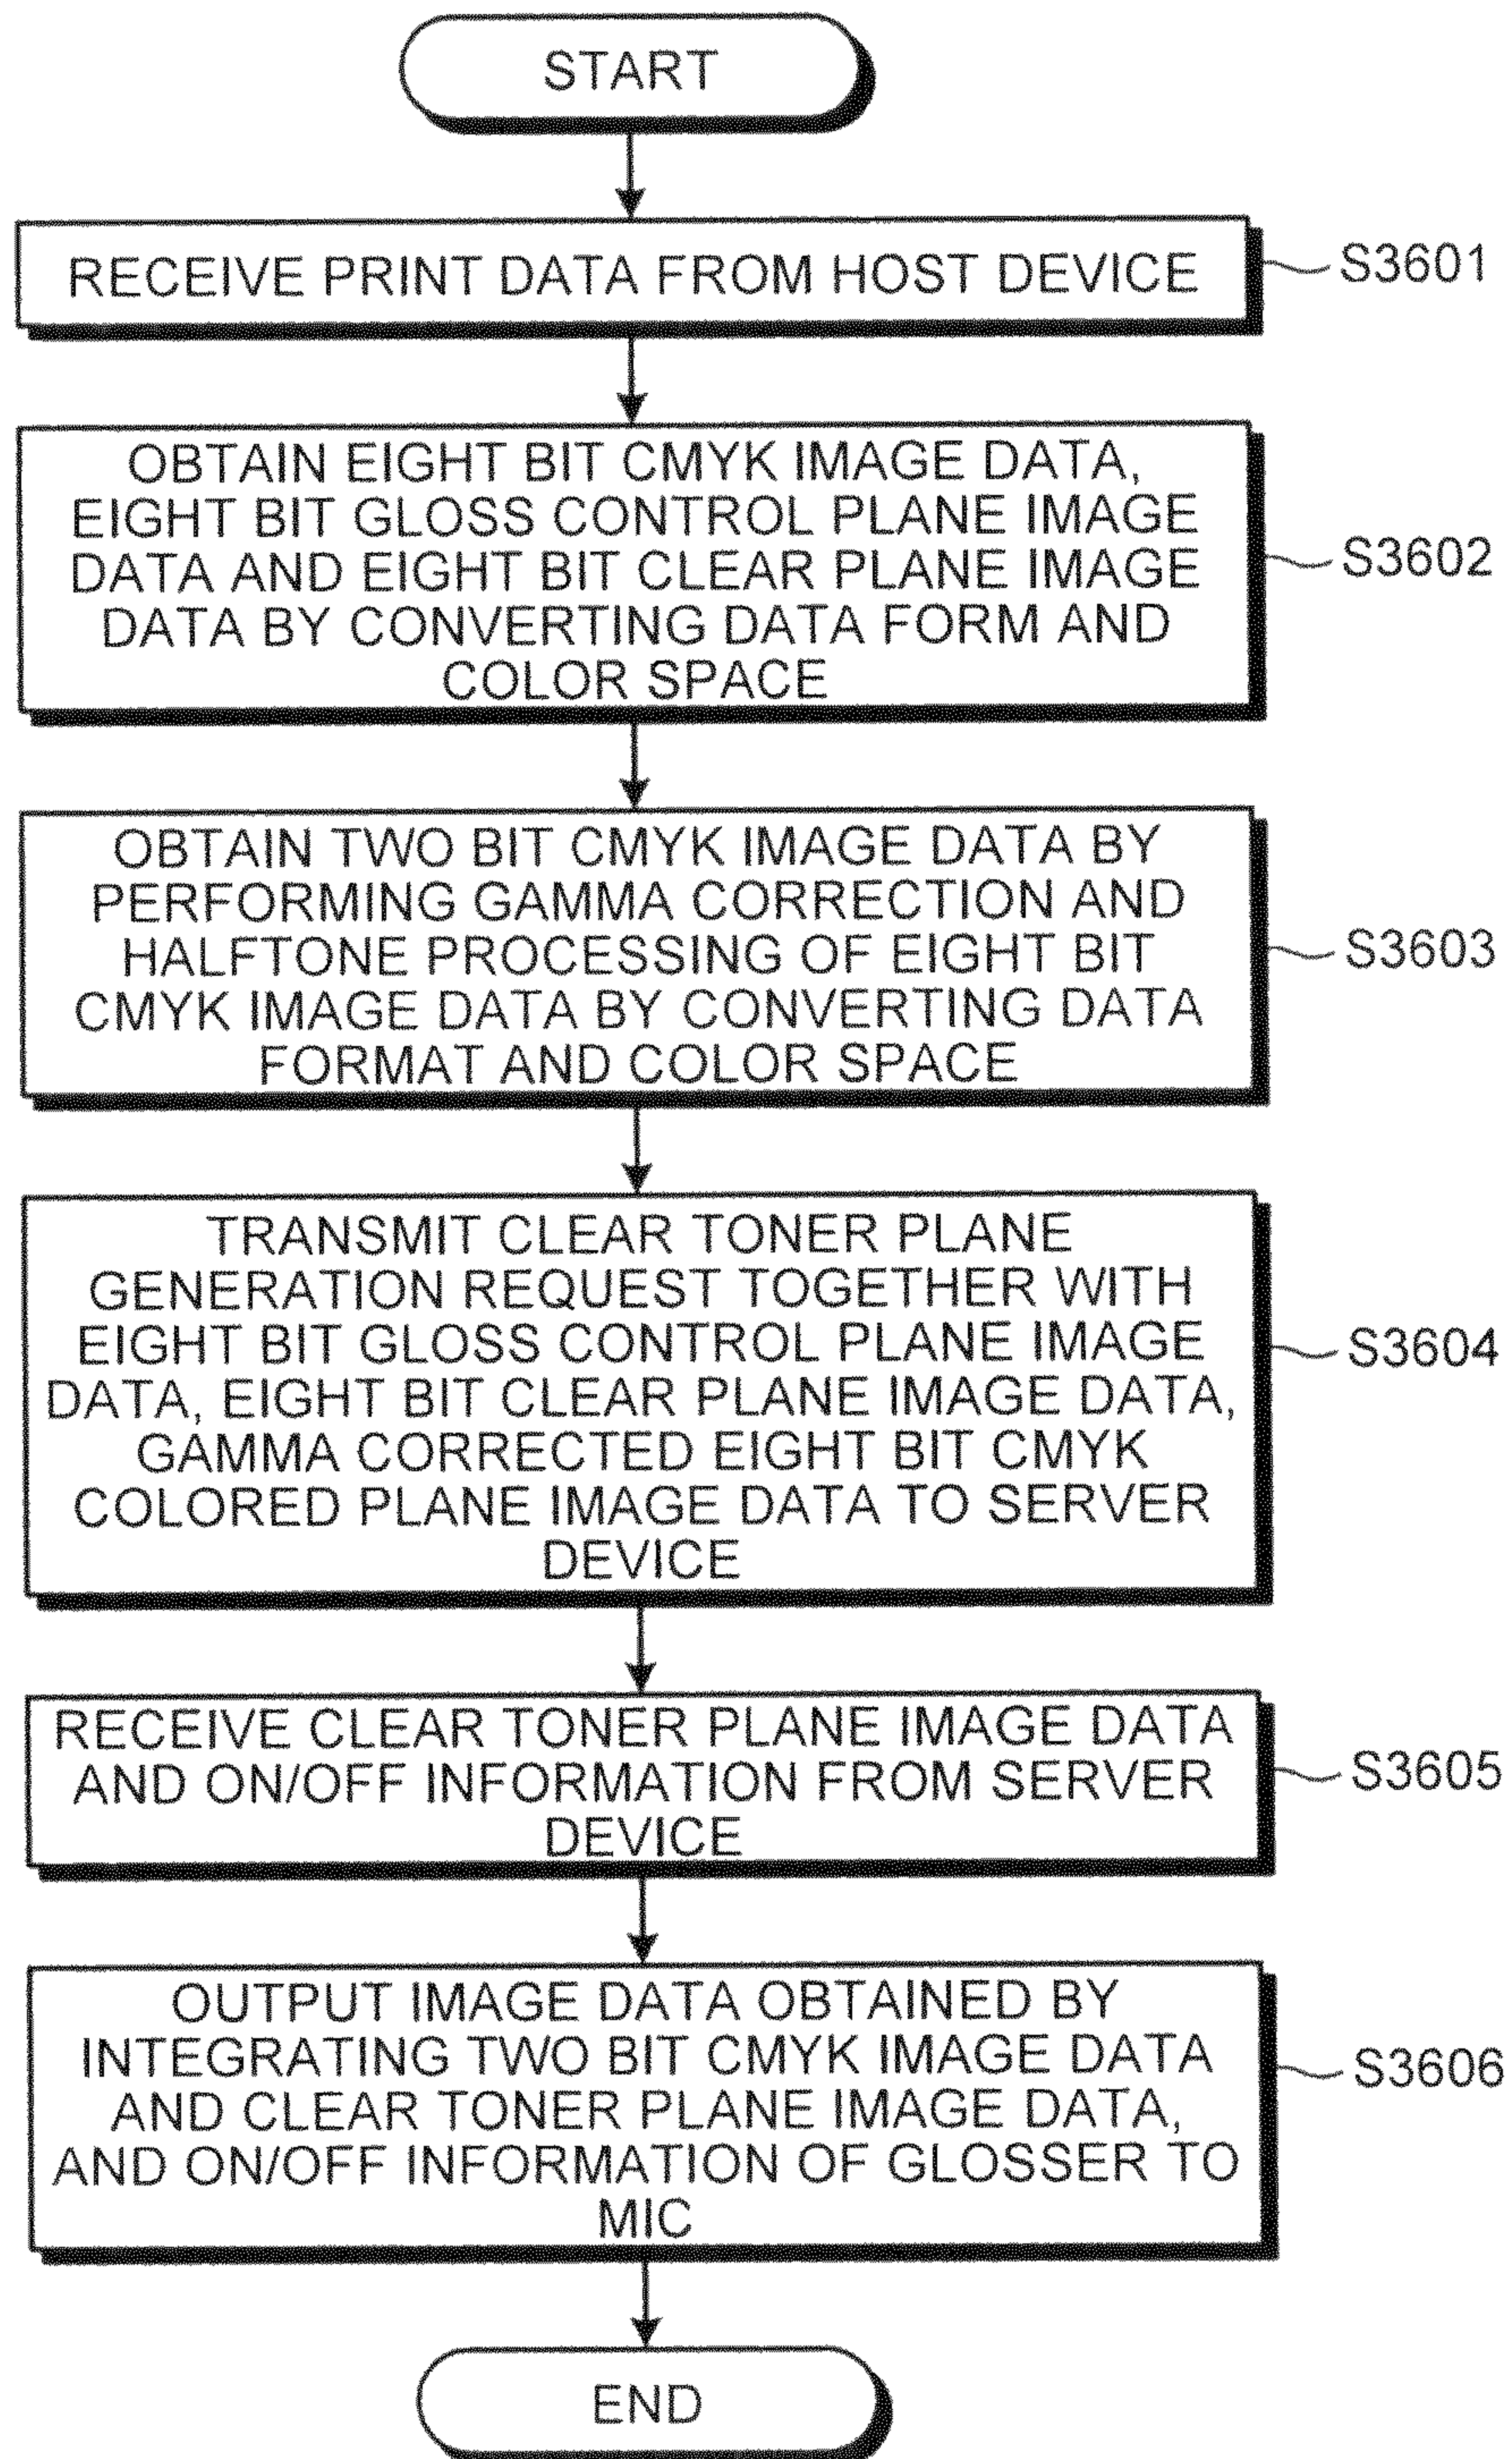 START
RECEIVE PRINT DATA FROM HOST DEVICE
S3601
OBTAIN EIGHT BIT CMYK IMAGE DATA,
EIGHT BIT GLOSS CONTROL PLANE IMAGE
DATA AND EIGHT BIT CLEAR PLANE IMAGE
DATA BY CONVERTING DATA FORM AND
COLOR SPACE
S3602
OBTAIN TWO BIT CMYK IMAGE DATA BY
PERFORMING GAMMA CORRECTION AND
HALFTONE PROCESSING OF EIGHT BIT
CMYK IMAGE DATA BY CONVERTING DATA
FORMAT AND COLOR SPACE
S3603
TRANSMIT CLEAR TONER PLANE
GENERATION REQUEST TOGETHER WITH
EIGHT BIT GLOSS CONTROL PLANE IMAGE
DATA, EIGHT BIT CLEAR PLANE IMAGE DATA,
GAMMA CORRECTED EIGHT BIT CMYK
COLORED PLANE IMAGE DATA TO SERVER
DEVICE
S3604
RECEIVE CLEAR TONER PLANE IMAGE DATA
AND ON/OFF INFORMATION FROM SERVER
DEVICE
S3605
OUTPUT IMAGE DATA OBTAINED BY
INTEGRATING TWO BIT CMYK IMAGE DATA
AND CLEAR TONER PLANE IMAGE DATA,
AND ON/OFF INFORMATION OF GLOSSER TO
MIC
S3606
END